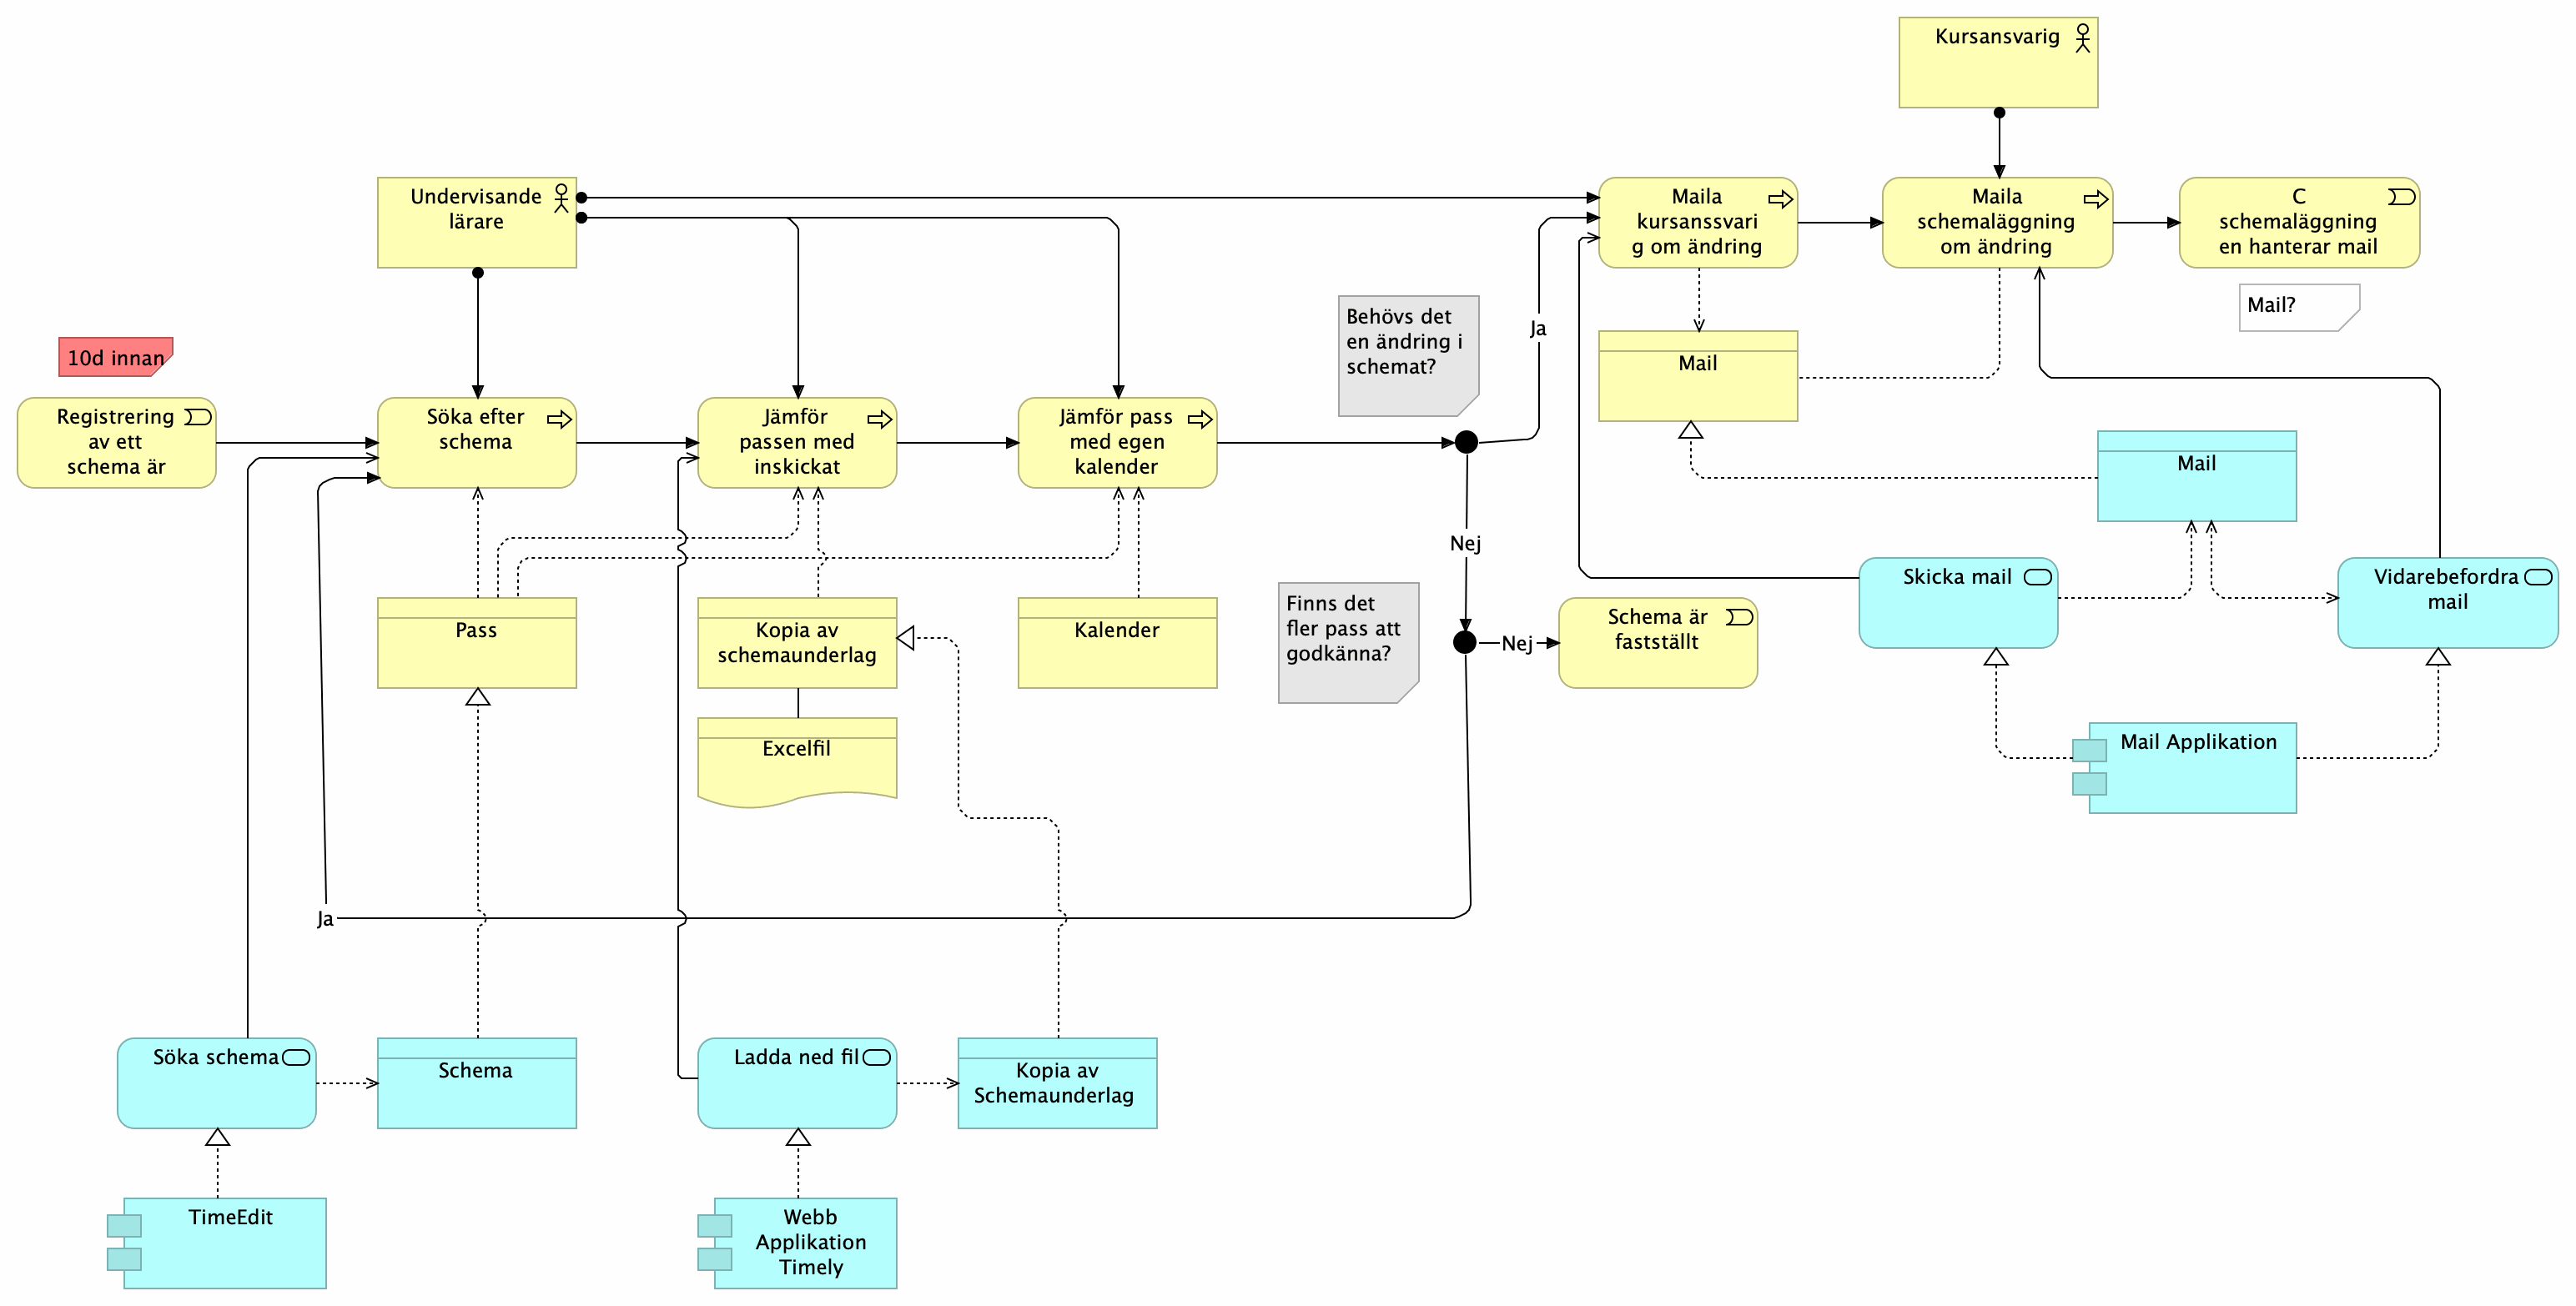 Kursansvarig
Undervisande
lärare
Maila
kursanssvari
g om ändring
Maila
schemaläggning
om ändring
C
schemaläggning
en hanterar mail
Mail?
Behövs det
en ändring i
schemat?
Ja
10d innan
Mail
Registrering
av ett
schema är
Söka efter
schema
Jämför
passen med
inskickat
Jämför pass
med egen
kalender
Mail
Nej
Finns det
fler pass att
godkänna?
Skicka mail
Vidarebefordra
mail
Pass
Kopia av
schemaunderlag
Kalender
Nej
Schema är
fastställt
Excelfil
Mail Applikation
Ja
Söka schema
Schema
Ladda ned fil
Kopia av
Schemaunderlag
TimeEdit
Webb
Applikation
Timely